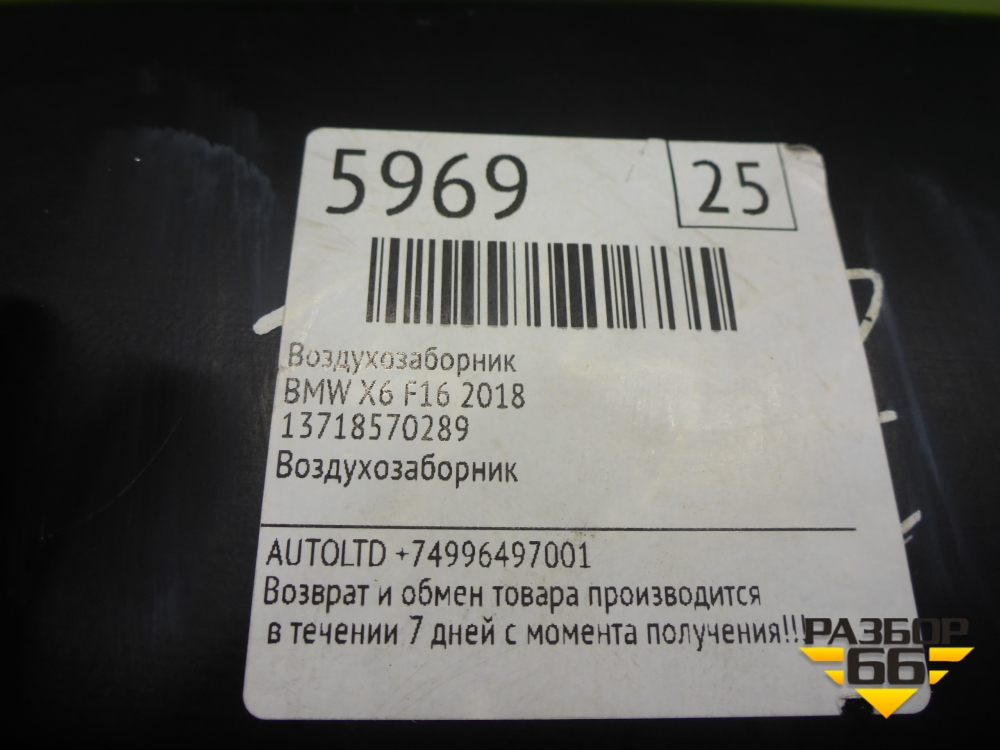 5969
25
Воздухозаборник
BMW X6 F16 2018
13718570289
Воздухозаборник
AUTOLTD +74996497001
Возврат и обмен товара производится
в течении 7 дней с момента получения!!!
РАЗБОР
66